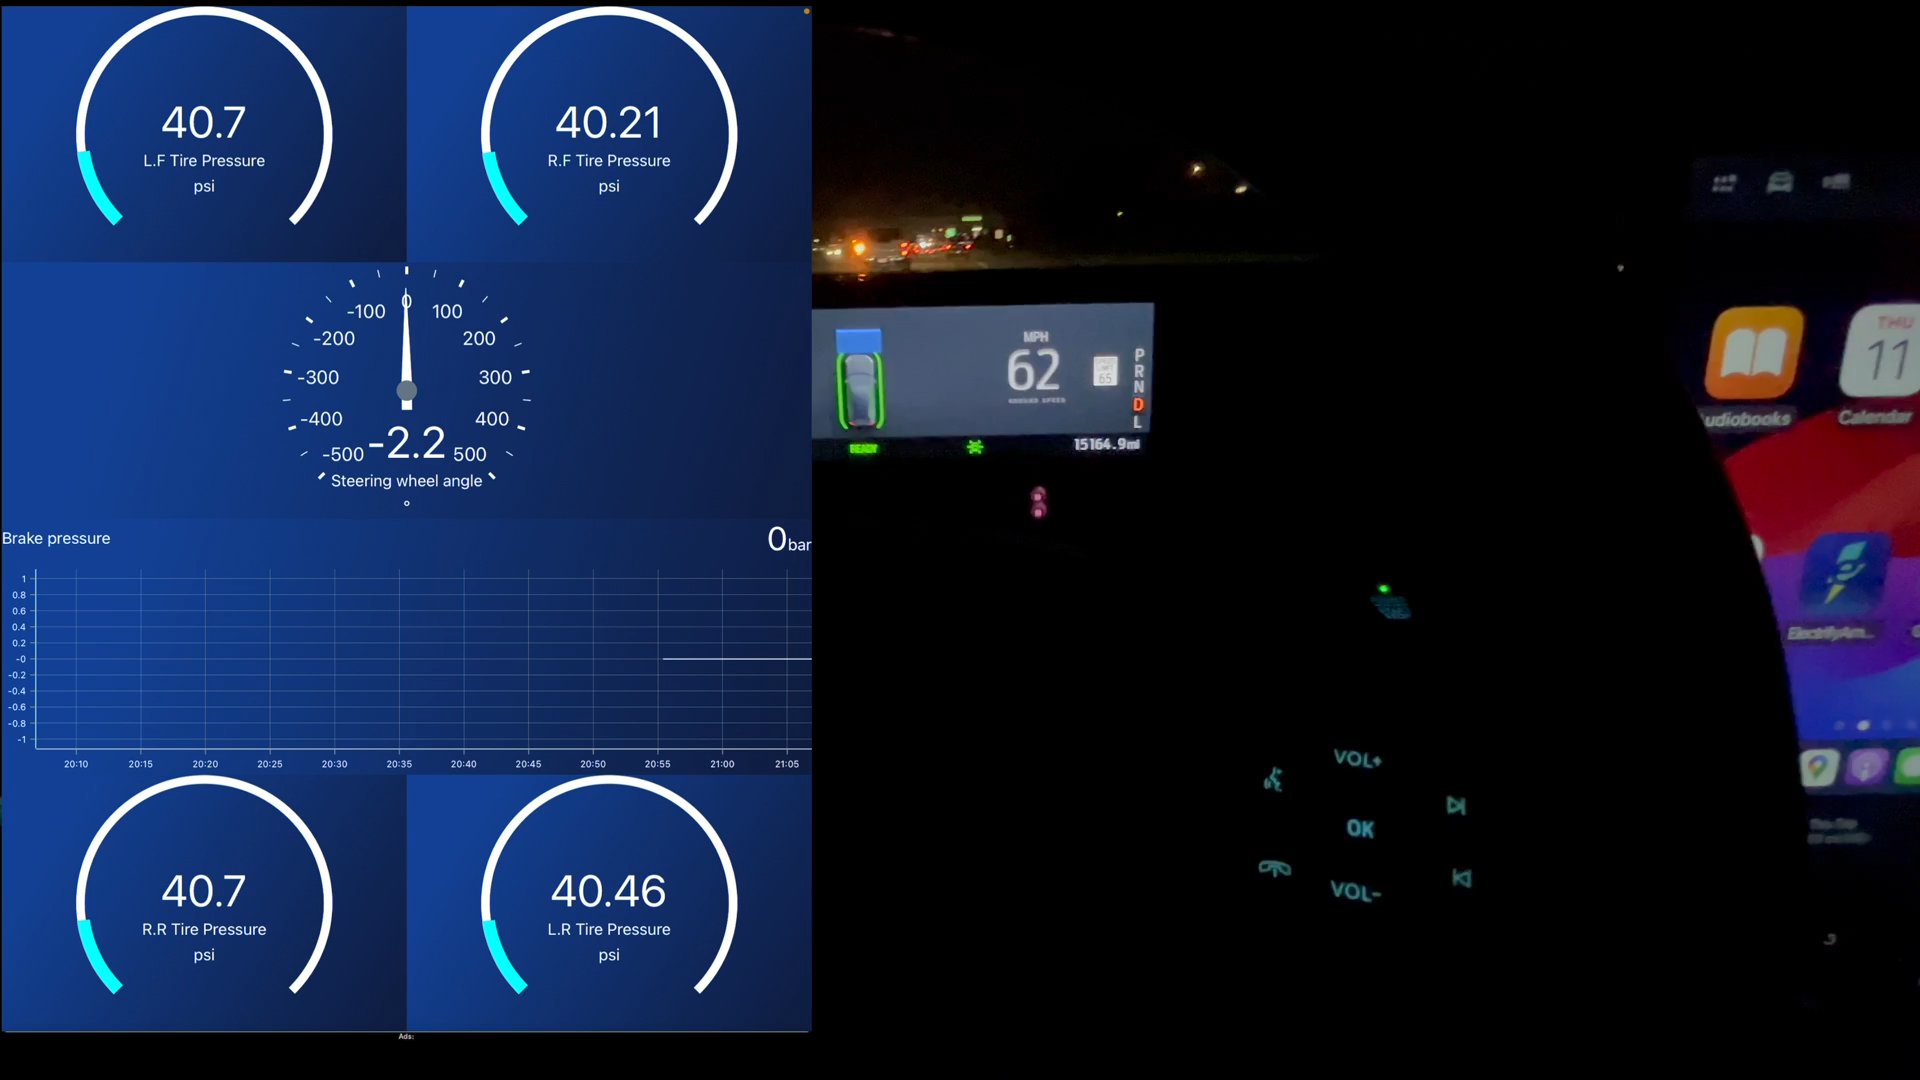 40.7
L.F Tire Pressure
psi
40.21
R.F Tire Pressure
psi
0
-100 100
-200 200
-300 300
-400 400
-500 -2.2 500
Steering wheel angle
°
Brake pressure 0bar
1
0.8
0.6
0.4
0.2
-0
-0.2
-0.4
-0.6
-0.8
-1
20:10 20:15 20:20 20:25 20:30 20:35 20:40 20:45 20:50 20:55 21:00 21:05
40.7
R.R Tire Pressure
psi
40.46
L.R Tire Pressure
psi
Ads:
MPH
62
65
P
R
N
D
L
READY
15164.9mi
VOL+
OK
VOL-
udiobooks
THU
11
Calendar
ElectrifyAm...